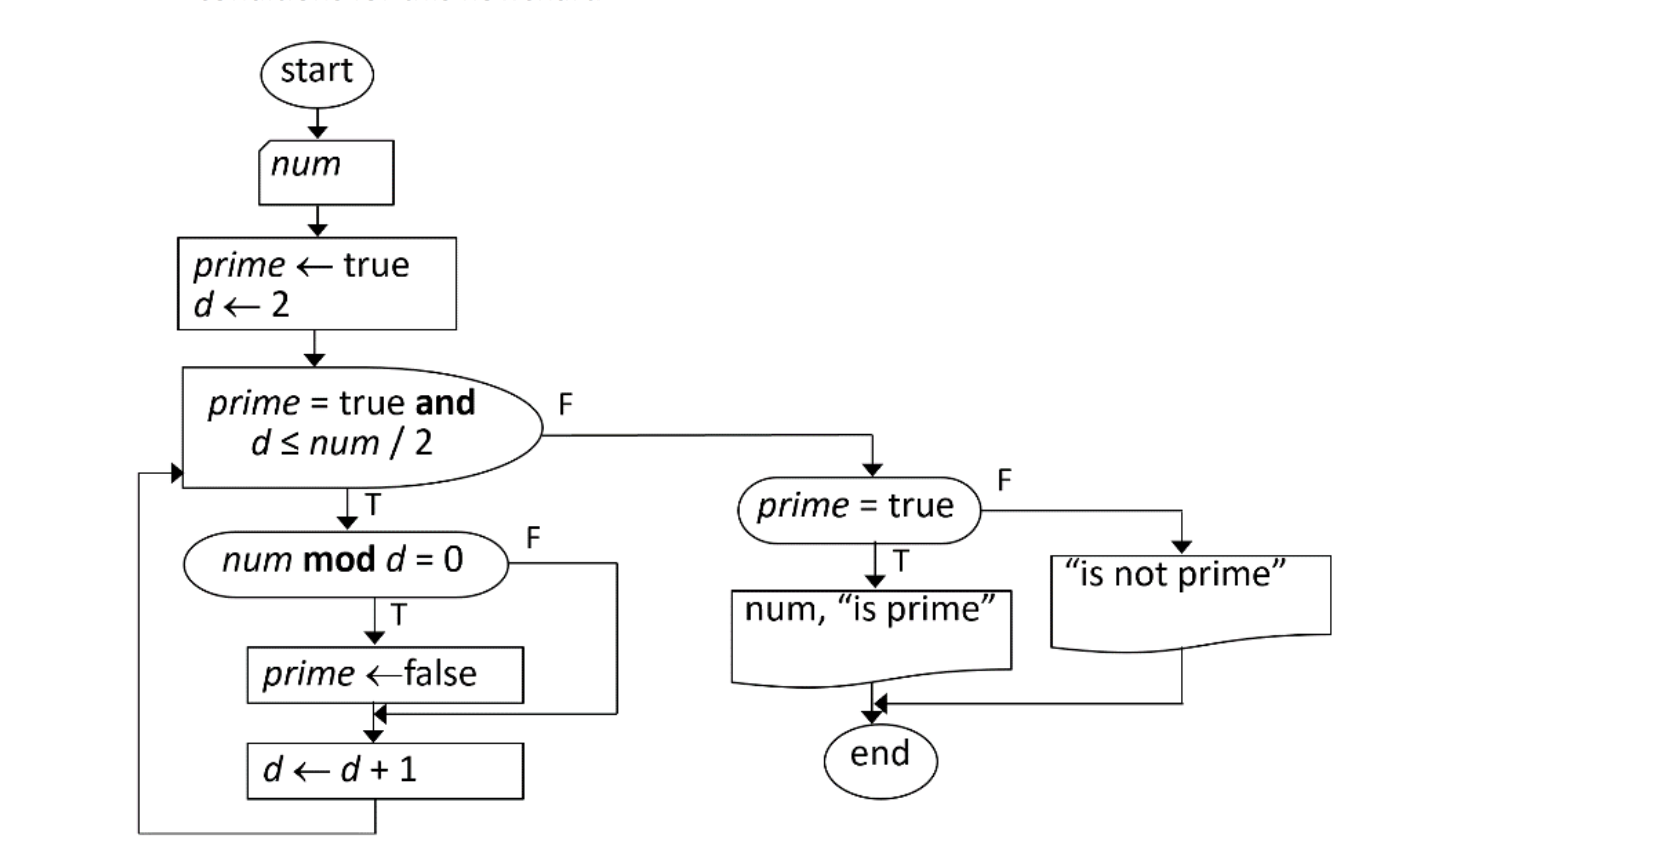 start
num
prime ← true
d ← 2
prime = true and
d ≤ num / 2
F
T
num mod d = 0
F
T
prime ←false
d ← d + 1
prime = true
F
T
num, “is prime”
“is not prime”
end